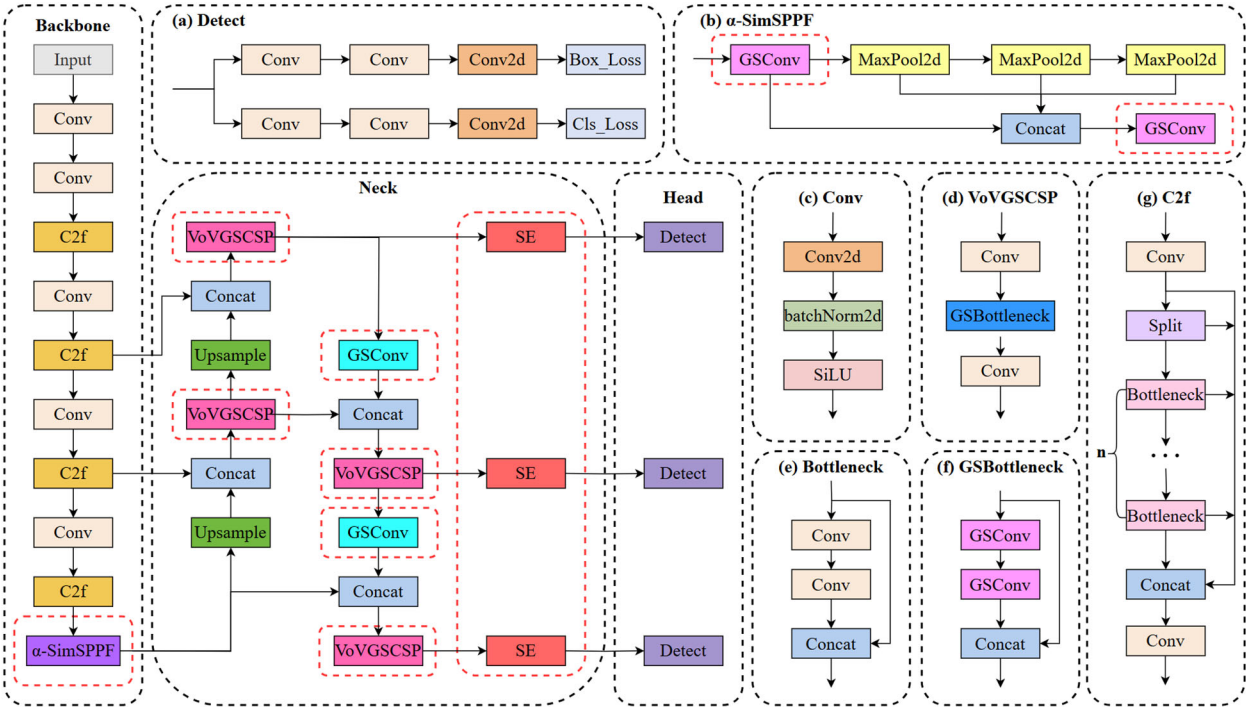 Backbone
Input
Conv
Conv
C2f
Conv
C2f
Conv
C2f
Conv
C2f
α-SimSPPF
(a) Detect
Conv
Conv
Conv2d
Box_Loss
Conv
Conv
Conv2d
Cls_Loss
(b) α-SimSPPF
GSConv
MaxPool2d
MaxPool2d
MaxPool2d
Concat
GSConv
Neck
VoVGSCSP
SE
Concat
Upsample
GSConv
VoVGSCSP
Concat
Concat
VoVGSCSP
SE
Upsample
GSConv
Concat
VoVGSCSP
SE
Head
Detect
Detect
Detect
(c) Conv
Conv2d
batchNorm2d
SiLU
(d) VoVGSCSP
Conv
GSBottleneck
Conv
(e) Bottleneck
Conv
Conv
Concat
(f) GSBottleneck
GSConv
GSConv
Concat
(g) C2f
Conv
Split
Bottleneck
n
...
Bottleneck
Concat
Conv